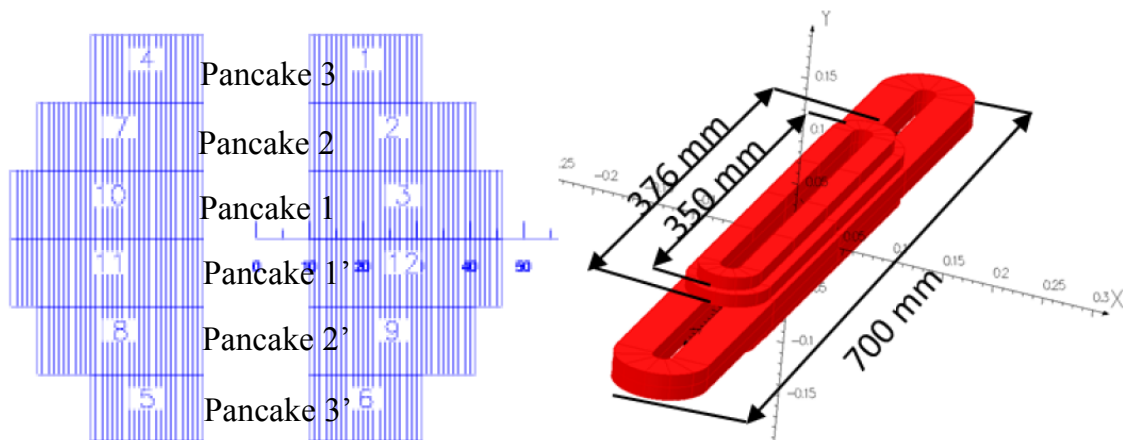 4 Pancake 3 1
7 Pancake 2 2
10 Pancake 1 3
11 Pancake 1’ 12
0 10 20 30 40 50
8 Pancake 2’ 9
5 Pancake 3’ 6
Y
0.15
0.1
0.05
376 mm
350 mm
700 mm
.25
-0.2
0.05
0.1
0.15
0.2
0.25
0.3
X
-0.1
-0.15